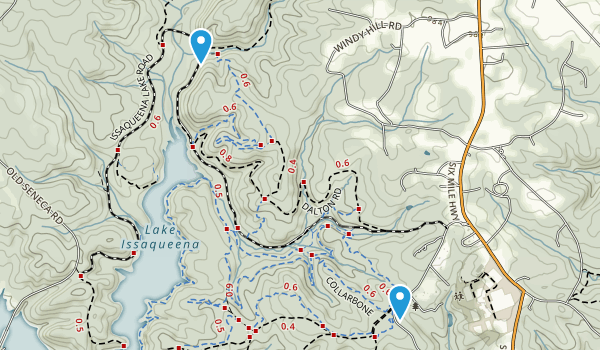 WINDY HILL RD
984
984
0.6
ISSAQUEENA LAKE ROAD
0.6
0.6
0.8
0.4
0.6
OLD SENECA RD
0.5
DALTON RD
SIX MILE HWY
Lake
Issaqueena
COLLARBONE
0.6
0.6
0.6
0.5
0.5
0.4
S